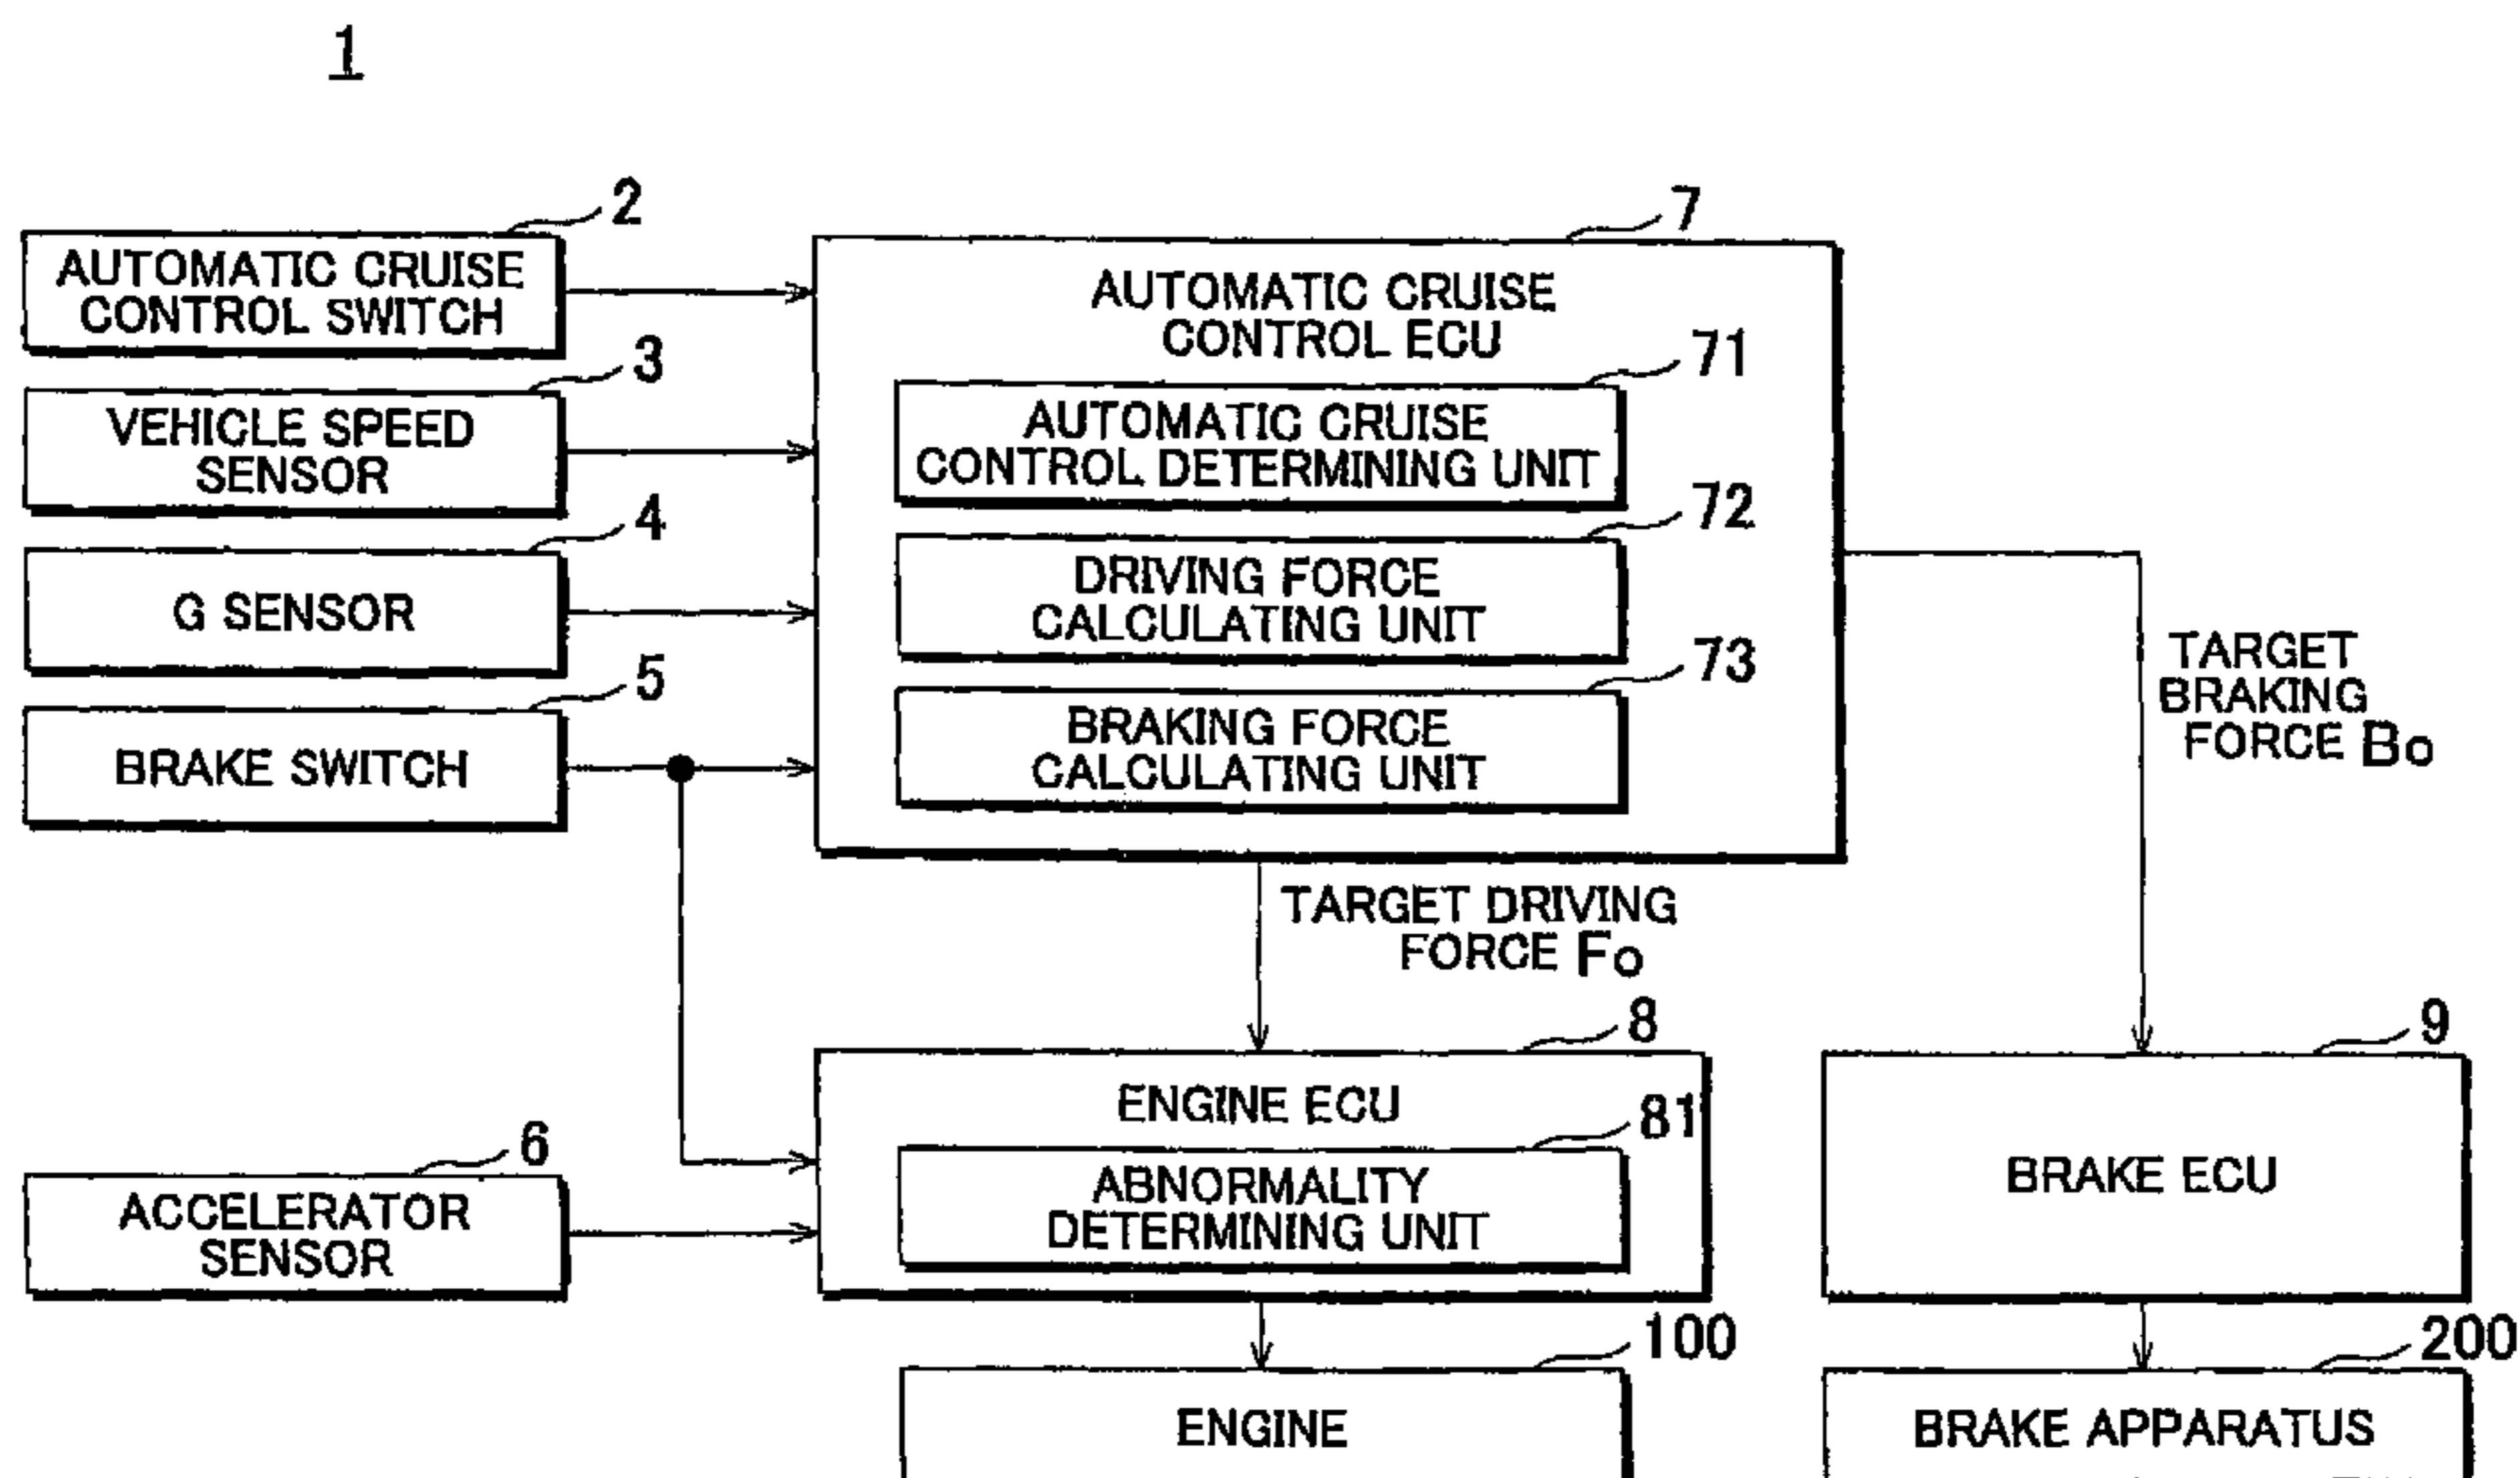 1
2
AUTOMATIC CRUISE
CONTROL SWITCH
3
VEHICLE SPEED
SENSOR
4
G SENSOR
5
BRAKE SWITCH
7
AUTOMATIC CRUISE
CONTROL ECU
71
AUTOMATIC CRUISE
CONTROL DETERMINING UNIT
72
DRIVING FORCE
CALCULATING UNIT
73
BRAKING FORCE
CALCULATING UNIT
TARGET
BRAKING
FORCE Bo
TARGET DRIVING
FORCE Fo
6
ACCELERATOR
SENSOR
8
ENGINE ECU
81
ABNORMALITY
DETERMINING UNIT
9
BRAKE ECU
100
ENGINE
200
BRAKE APPARATUS